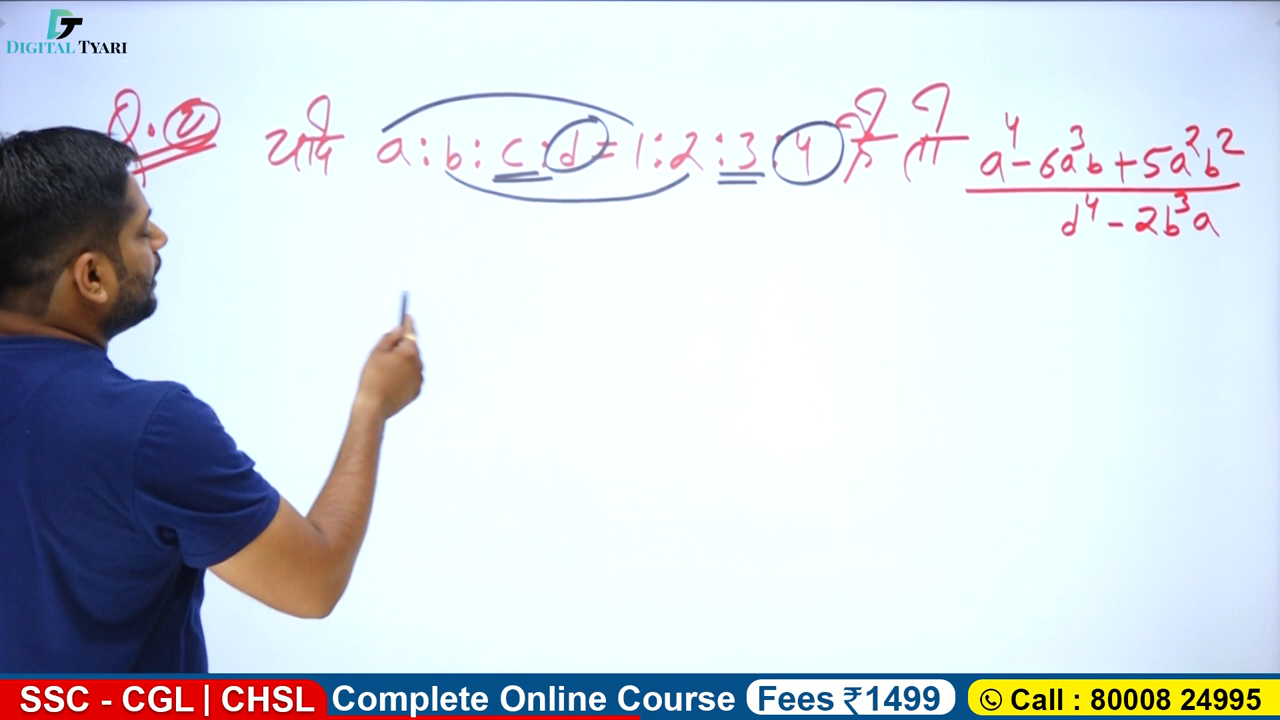 DT
DIGITAL TYARI
Q. 2 यदि a : b : c : d = 1 : 2 : 3 : 4 है तो (a⁴ - 6a³b + 5a²b²) / (d⁴ - 2b³a)
SSC - CGL | CHSL Complete Online Course Fees ₹1499 Call : 80008 24995